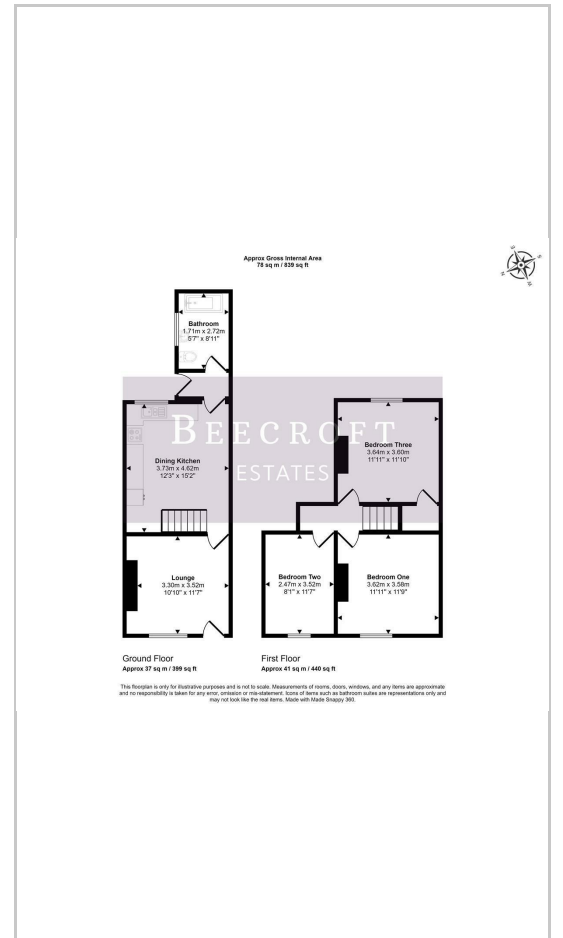 Approx Gross Internal Area
78 sq m / 839 sq ft
Bathroom
1.71m x 2.72m
5'7" x 8'11"
BEECROFT
ESTATES
Dining Kitchen
3.73m x 4.62m
12'3" x 15'2"
Bedroom Three
3.64m x 3.60m
11'11" x 11'10"
Lounge
3.30m x 3.52m
10'10" x 11'7"
Bedroom Two
2.47m x 3.52m
8'1" x 11'7"
Bedroom One
3.62m x 3.58m
11'11" x 11'9"
Ground Floor
Approx 37 sq m / 399 sq ft
First Floor
Approx 41 sq m / 440 sq ft
This floorplan is only for illustrative purposes and is not to scale. Measurements of rooms, doors, windows, and any items are approximate
and no responsibility is taken for any error, omission or mis-statement. Icons of items such as bathroom suites are representations only and
may not look like the real items. Made with Made Snappy 360.